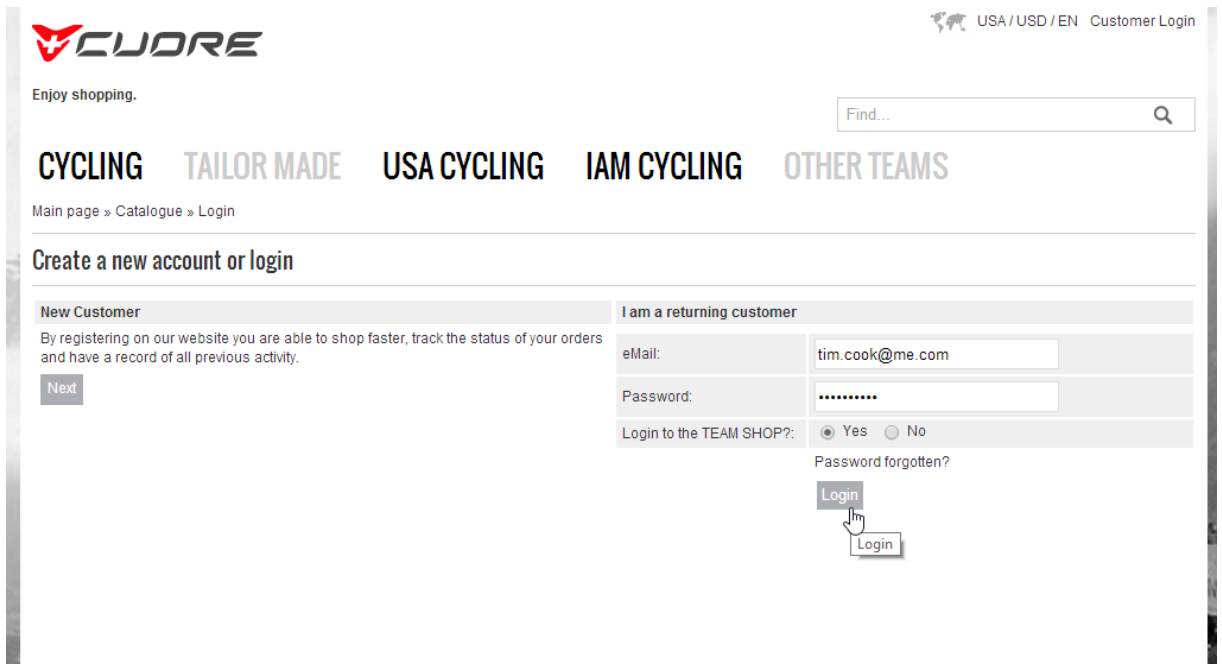 CUORE
USA / USD / EN Customer Login
Enjoy shopping.
Find...
CYCLING TAILOR MADE USA CYCLING IAM CYCLING OTHER TEAMS
Main page » Catalogue » Login
Create a new account or login
New Customer
By registering on our website you are able to shop faster, track the status of your orders
and have a record of all previous activity.
Next
I am a returning customer
eMail: tim.cook@me.com
Password: ••••••••••
Login to the TEAM SHOP?: Yes No
Password forgotten?
Login
Login